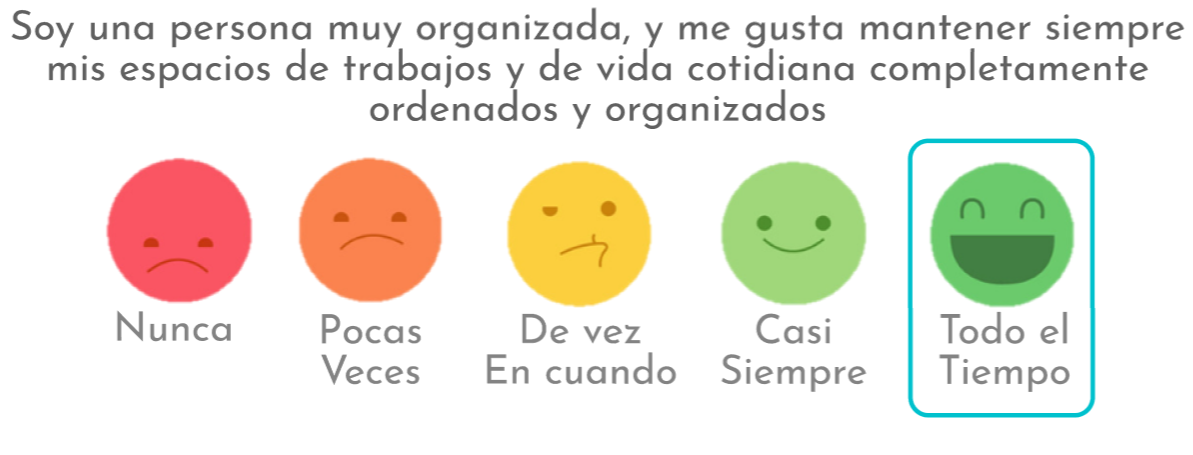 Soy una persona muy organizada, y me gusta mantener siempre
mis espacios de trabajos y de vida cotidiana completamente
ordenados y organizados
Nunca
Pocas
Veces
De vez
En cuando
Casi
Siempre
Todo el
Tiempo